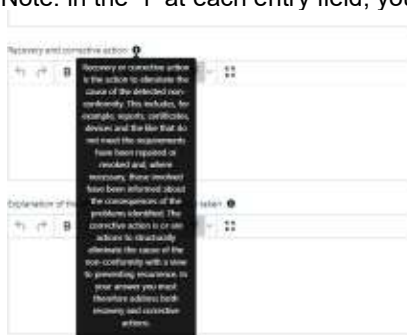 Note: in the "i" at each entry field, you
Recovery and corrective action
B
Recovery or corrective action
is the action to eliminate the
cause of the detected non-
conformity. This includes, for
example, reports, certificates,
devices and the like that do
not meet the requirements
have been repaired or
revoked and, where
necessary, those involved
have been informed about
the consequences of the
problems identified. The
corrective action is or are
actions to structurally
eliminate the cause of the
non-conformity with a view
to preventing recurrence. In
your answer you must
therefore address both
recovery and corrective
actions.
Explanation of the taken
B